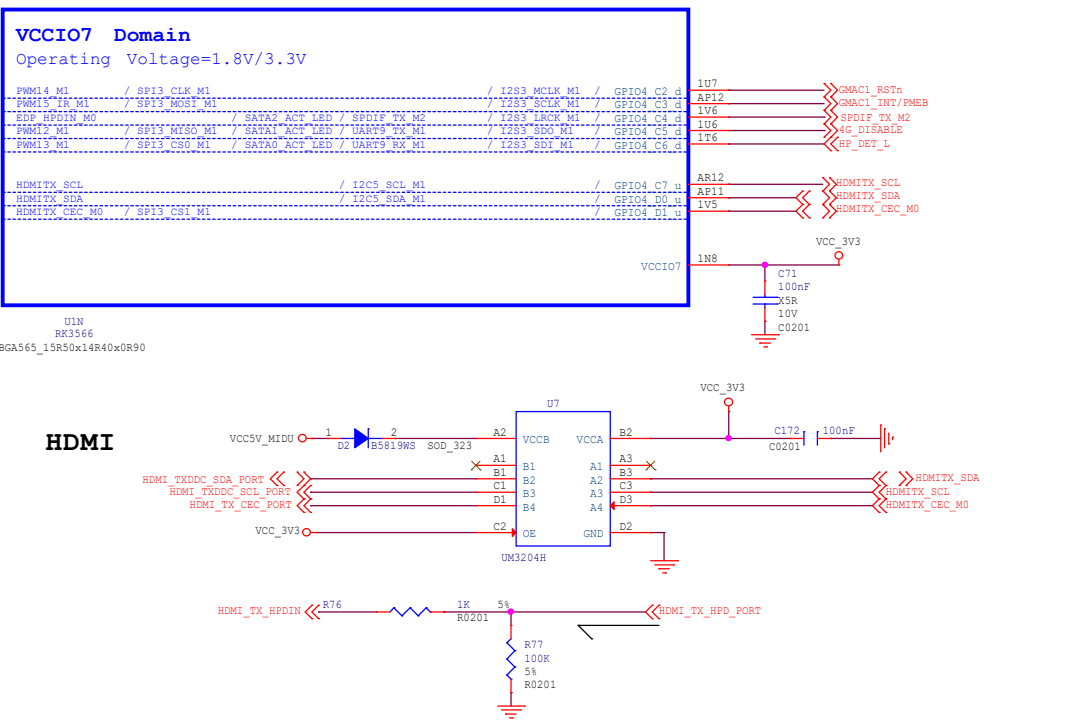 VCCIO7 Domain
Operating Voltage=1.8V/3.3V
PWM14_M1 / SPI3_CLK_M1 / I2S3_MCLK_M1 / GPIO4_C2_d 1U7 GMAC1_RSTn
PWM15_IR_M1 / SPI3_MOSI_M1 / I2S3_SCLK_M1 / GPIO4_C3_d AP12 GMAC1_INT/PMEB
EDP_HPDIN_M0 / SATA2_ACT_LED / SPDIF_TX_M2 / I2S3_LRCK_M1 / GPIO4_C4_d 1V6 SPDIF_TX_M2
PWM12_M1 / SPI3_MISO_M1 / SATA1_ACT_LED / UART9_TX_M1 / I2S3_SDO_M1 / GPIO4_C5_d 1U6 4G_DISABLE
PWM13_M1 / SPI3_CS0_M1 / SATA0_ACT_LED / UART9_RX_M1 / I2S3_SDI_M1 / GPIO4_C6_d 1T6 HP_DET_L
HDMITX_SCL / I2C5_SCL_M1 / GPIO4_C7_u AR12 HDMITX_SCL
HDMITX_SDA / I2C5_SDA_M1 / GPIO4_D0_u AP11 HDMITX_SDA
HDMITX_CEC_M0 / SPI3_CS1_M1 / GPIO4_D1_u 1V5 HDMITX_CEC_M0
VCC_3V3
VCCIO7 1N8
C71
100nF
X5R
10V
C0201
U1N
RK3566
BGA565_15R50x14R40x0R90
VCC_3V3
U7
HDMI
VCC5V_MIDU 1 D2 2 B5819WS SOD_323 A2 VCCB VCCA B2 C172 100nF
C0201
A1 B1 A1 A3
HDMI_TXDDC_SDA_PORT B1 B2 A2 B3 HDMITX_SDA
HDMI_TXDDC_SCL_PORT C1 B3 A3 C3 HDMITX_SCL
HDMI_TX_CEC_PORT D1 B4 A4 D3 HDMITX_CEC_M0
VCC_3V3 C2 OE GND D2
UM3204H
HDMI_TX_HPDIN R76 1K 5% HDMI_TX_HPD_PORT
R0201
R77
100K
5%
R0201